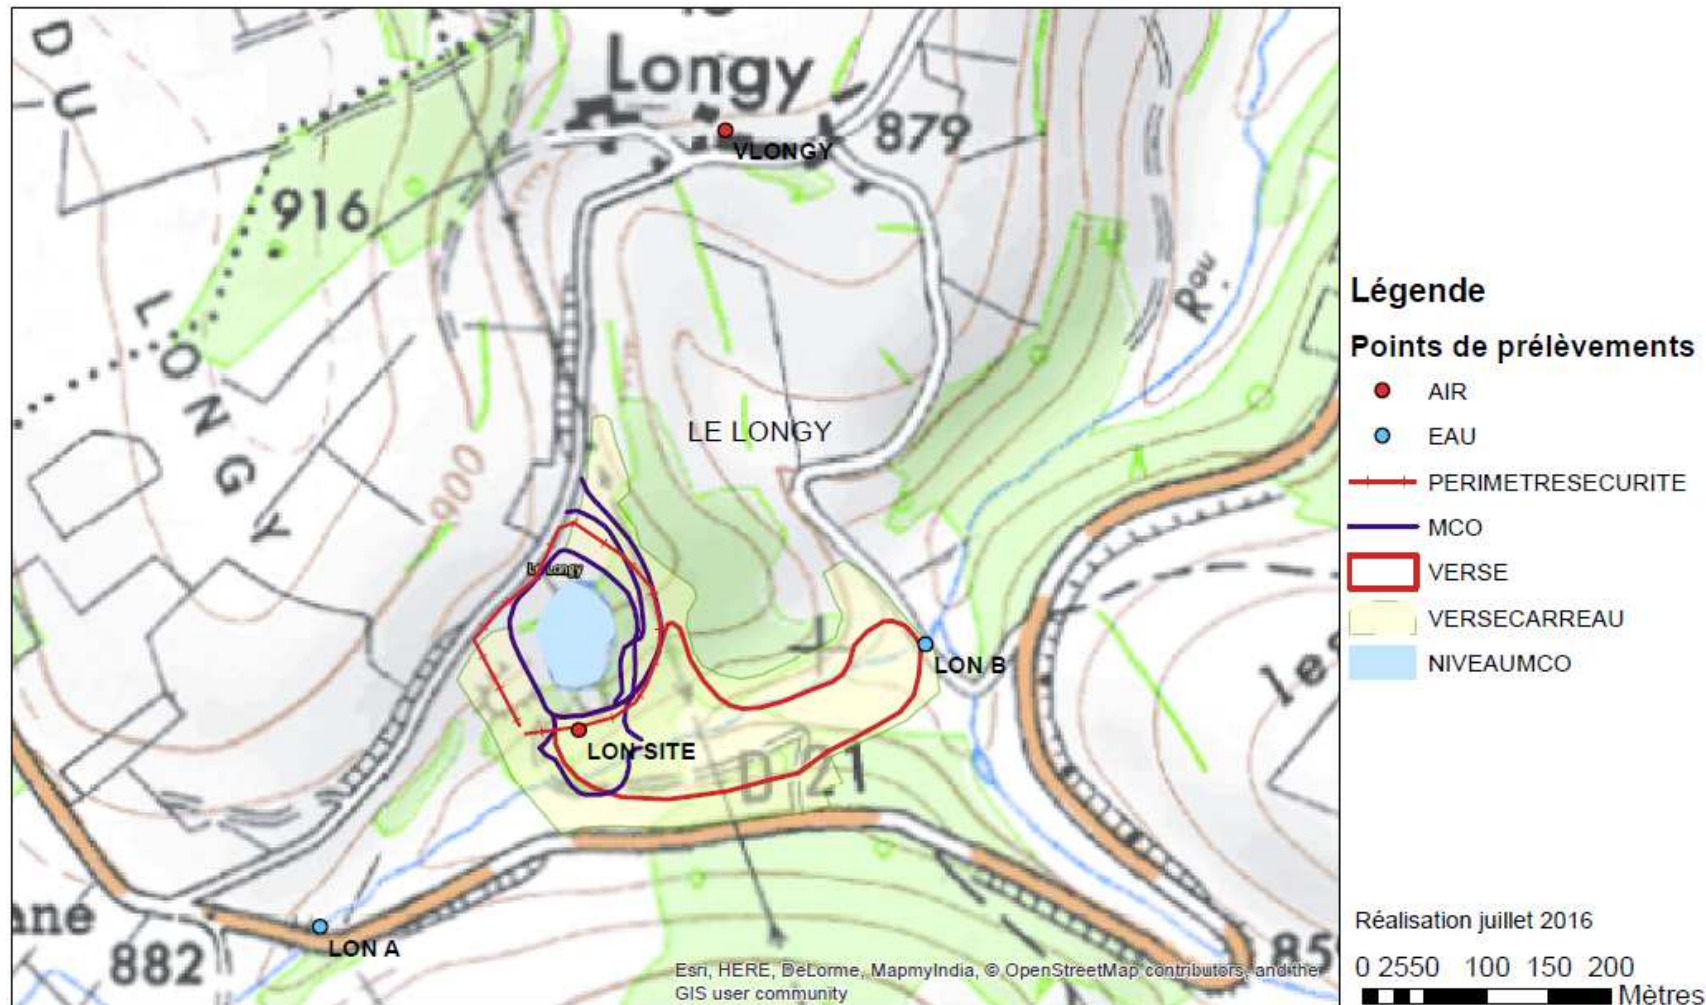 DU
Longy
879
VLONGY
916
LONGY
Rau
LE LONGY
900
Le Longy
LON B
les
LON SITE
D 21
LON A
ane
882
859
Esri, HERE, DeLorme, MapmyIndia, © OpenStreetMap contributors, and the
GIS user community
Légende
Points de prélèvements
AIR
EAU
PERIMETRESECURITE
MCO
VERSE
VERSECARREAU
NIVEAUMCO
Réalisation juillet 2016
0 2550 100 150 200
Mètres